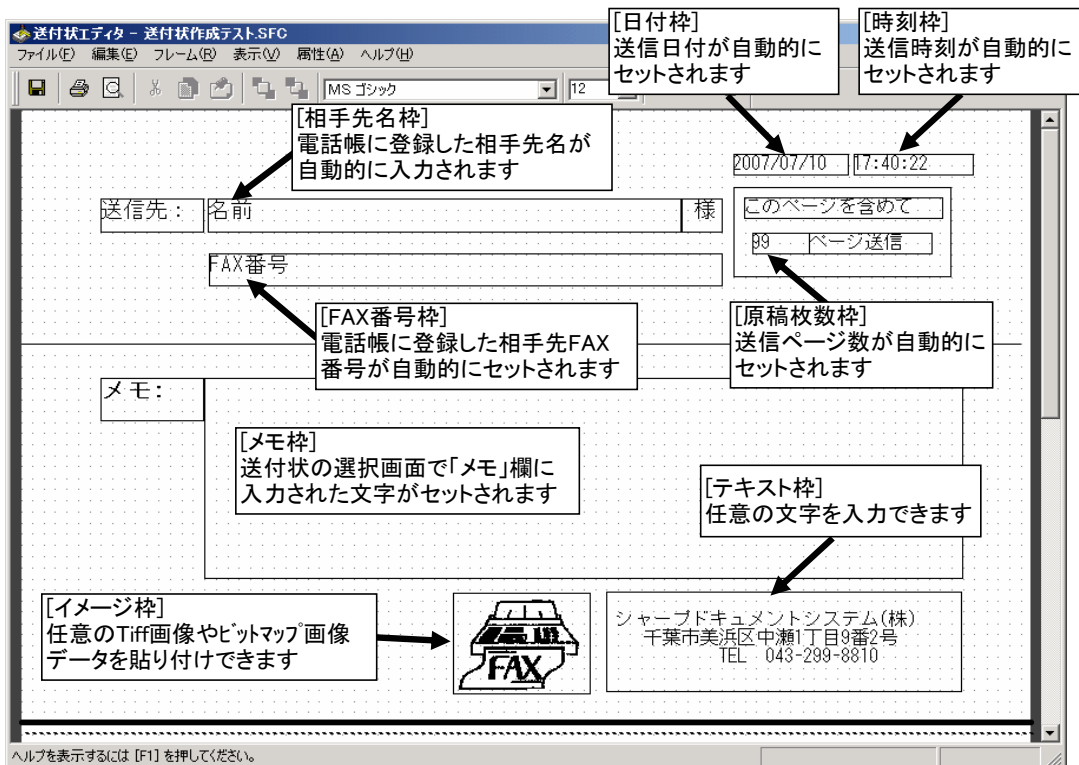 [日付枠]
送信日付が自動的に
セットされます
[時刻枠]
送信時刻が自動的に
セットされます
送付状エディタ - 送付状作成テスト.SFC
ファイル(F) 編集(E) フレーム(R) 表示(V) 属性(A) ヘルプ(H)
MS ゴシック 12
[相手先名枠]
電話帳に登録した相手先名が
自動的に入力されます
2007/07/10 17:40:22
送信先: 名前 様
このページを含めて
99 ページ送信
FAX番号
[FAX番号枠]
電話帳に登録した相手先FAX
番号が自動的にセットされます
[原稿枚数枠]
送信ページ数が自動的に
セットされます
メモ:
[メモ枠]
送付状の選択画面で「メモ」欄に
入力された文字がセットされます
[テキスト枠]
任意の文字を入力できます
[イメージ枠]
任意のTiff画像やビットマップ画像
データを貼り付けできます
FAX
シャープドキュメントシステム(株)
千葉市美浜区中瀬1丁目9番2号
TEL 043-299-8810
ヘルプを表示するには [F1] を押してください。